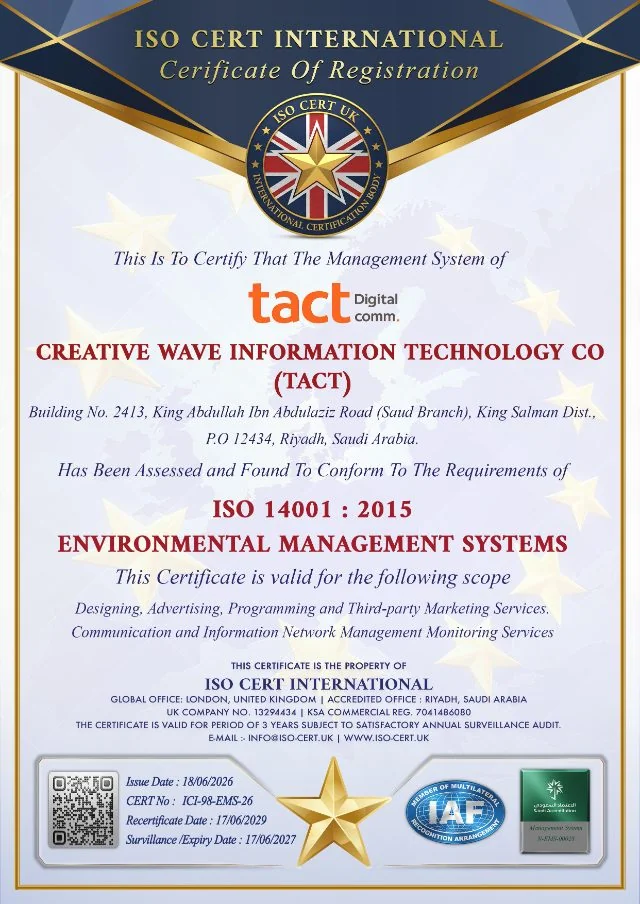 ISO CERT INTERNATIONAL
Cerificate Of Registration
ISO CERT UK
INTERNATIONAL CERTIFICATION BODY
This Is To Certify That The Management System of
tact Digital
comm.
CREATIVE WAVE INFORMATION TECHNOLOGY CO
(TACT)
Building No. 2413, King Abdullah Ibn Abdulaziz Road (Saud Branch), King Salman Dist.,
P.O 12434, Riyadh, Saudi Arabia.
Has Been Assessed and Found To Conform To The Requirements of
ISO 14001 : 2015
ENVIRONMENTAL MANAGEMENT SYSTEMS
This Certificate is valid for the following scope
Designing, Advertising, Programming and Third-party Marketing Services.
Communication and Information Network Management Monitoring Services
THIS CERTIFICATE IS THE PROPERTY OF
ISO CERT INTERNATIONAL
GLOBAL OFFICE: LONDON, UNITED KINGDOM | ACCREDITED OFFICE : RIYADH, SAUDI ARABIA
UK COMPANY NO. 13294434 | KSA COMMERCIAL REG. 7041486080
THE CERTIFICATE IS VALID FOR PERIOD OF 3 YEARS SUBJECT TO SATISFACTORY ANNUAL SURVEILLANCE AUDIT.
E-MAIL :- INFO@ISO-CERT.UK | WWW.ISO-CERT.UK
Issue Date : 18/06/2026
CERT No : ICI-98-EMS-26
Recertificate Date : 17/06/2029
Survillance /Expiry Date : 17/06/2027
MEMBER OF MULTILATERAL
IAF
RECOGNITION ARRANGEMENT
الاعتماد السعودي
Saudi Accreditation
Management System